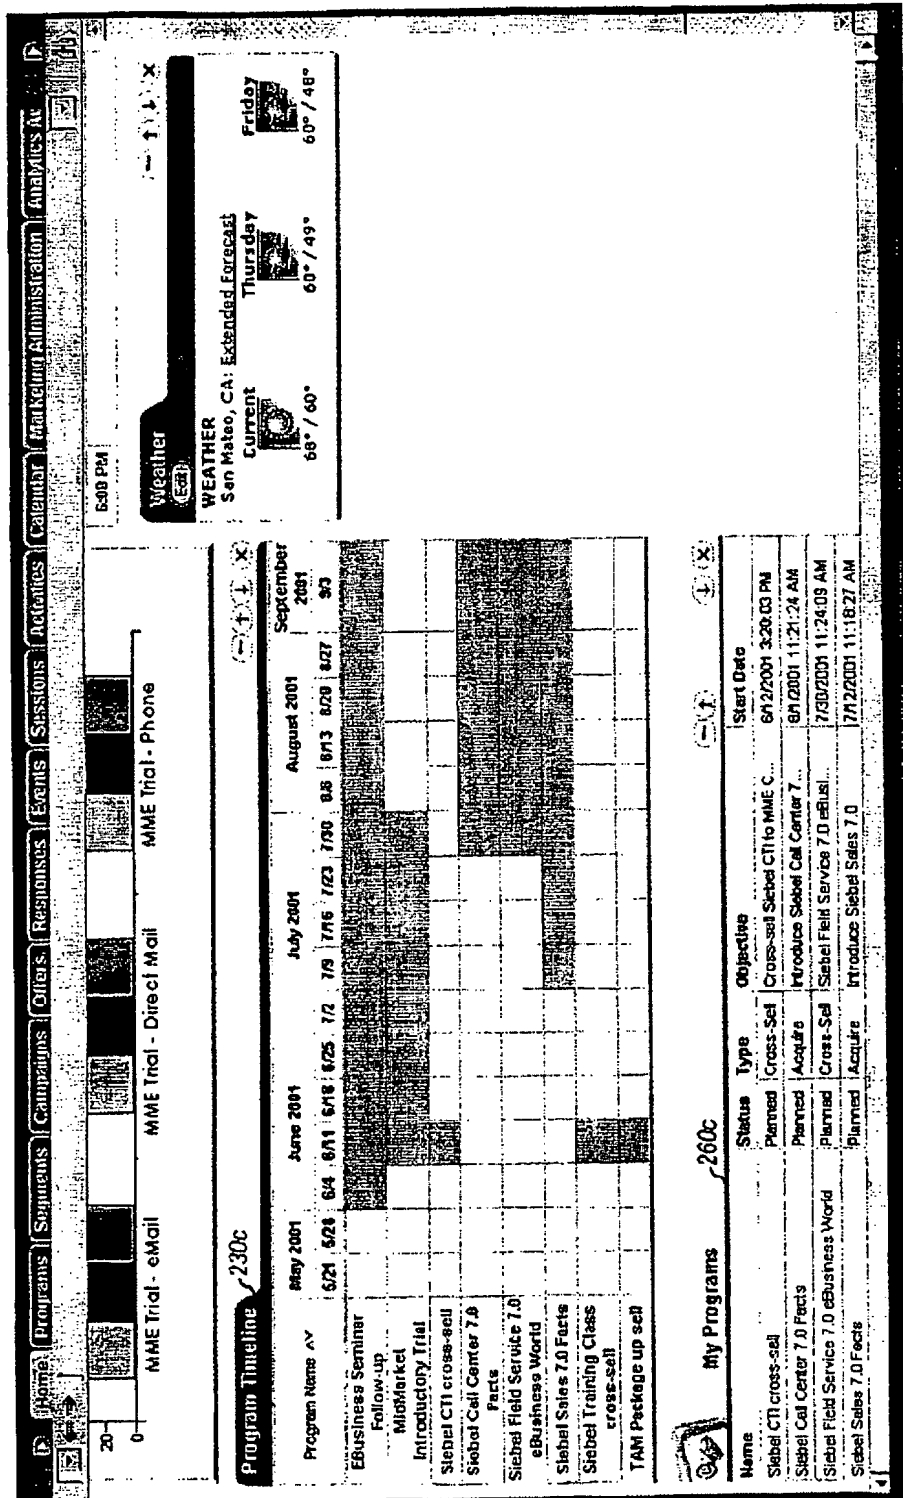 Home Programs Segments Campaigns Offers Responses Events Sessions Activities Calendar Marketing Administration Analytics Av
20
0
MME Trial - eMail MME Trial - Direct Mail MME Trial - Phone
6:08 PM
Program Timeline 230c
Program Name May 2001 June 2001 July 2001 August 2001 September 2001
5/21 5/28 6/4 6/11 6/18 6/25 7/2 7/9 7/16 7/23 7/30 8/6 8/13 8/20 8/27 9/3
EBusiness Seminar
Follow-up
MidMarket
Introductory Trial
Siebel CTI cross-sell
Siebel Call Center 7.0
Facts
Siebel Field Service 7.0
eBusiness World
Siebel Sales 7.0 Facts
Siebel Training Class
cross-sell
TAM Package up sell
Weather
Edit
WEATHER
San Mateo, CA: Extended Forecast
Current Thursday Friday
68° / 60° 60° / 49° 60° / 48°
My Programs 260c
Name Status Type Objective Start Date
Siebel CTI cross-sell Planned Cross-Sell Cross-sell Siebel CTI to MME C... 6/12/2001 3:20:03 PM
Siebel Call Center 7.0 Facts Planned Acquire Introduce Siebel Call Center 7... 8/1/2001 11:21:24 AM
Siebel Field Service 7.0 eBusiness World Planned Cross-Sell Siebel Field Service 7.0 eBusi... 7/30/2001 11:24:09 AM
Siebel Sales 7.0 Facts Planned Acquire Introduce Siebel Sales 7.0 7/12/2001 11:18:27 AM